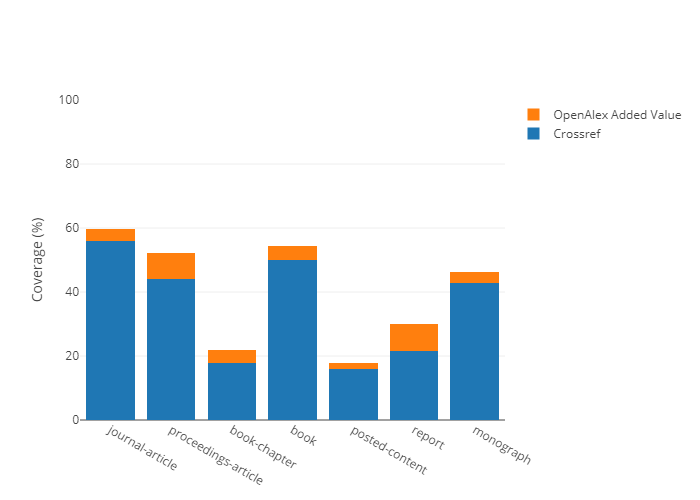 100
80
60
40
20
0
Coverage (%)
journal-article
proceedings-article
book-chapter
book
posted-content
report
monograph
OpenAlex Added Value
Crossref